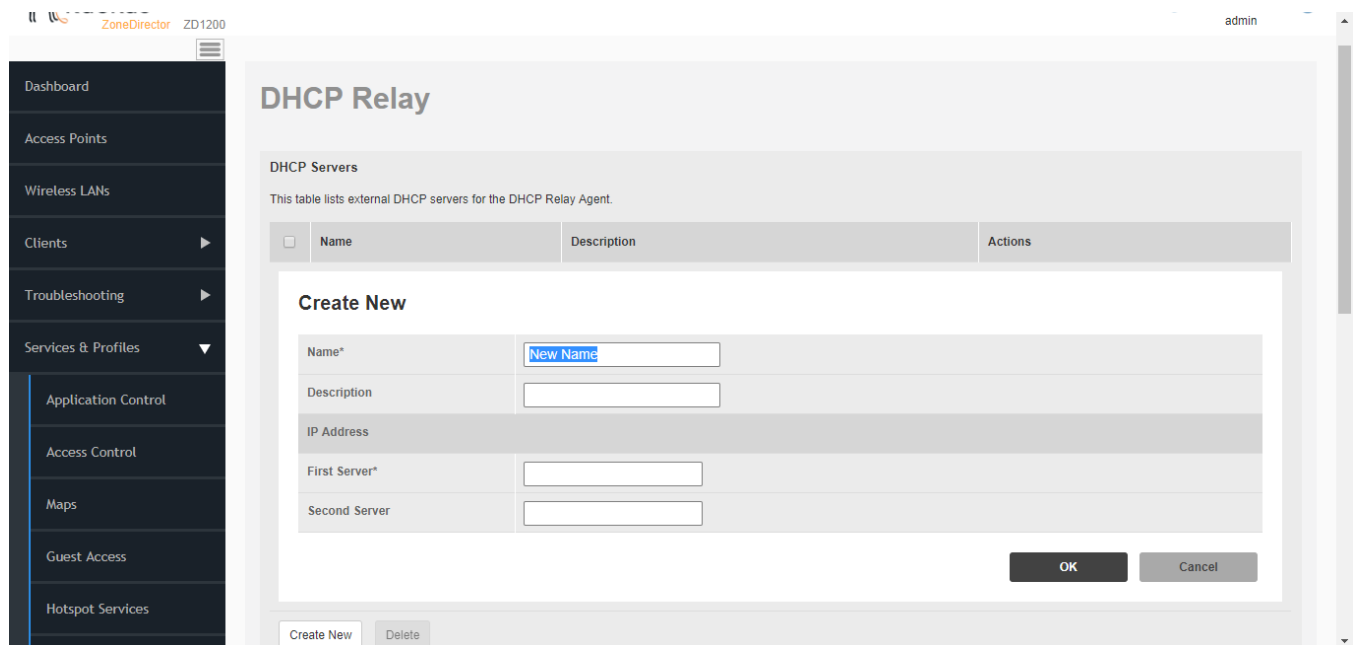 ZoneDirector ZD1200
admin
Dashboard
Access Points
Wireless LANs
Clients
Troubleshooting
Services & Profiles
Application Control
Access Control
Maps
Guest Access
Hotspot Services
DHCP Relay
DHCP Servers
This table lists external DHCP servers for the DHCP Relay Agent.
Name Description Actions
Create New
Name* New Name
Description
IP Address
First Server*
Second Server
OK Cancel
Create New Delete